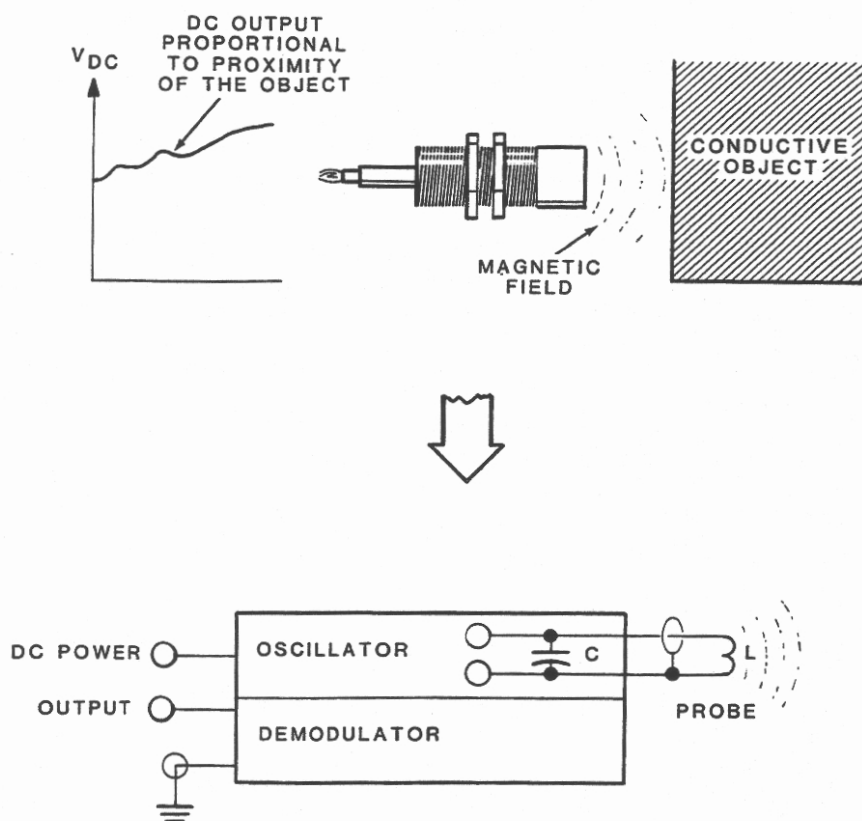 DC OUTPUT
PROPORTIONAL
TO PROXIMITY
OF THE OBJECT
VDC
CONDUCTIVE
OBJECT
MAGNETIC
FIELD
DC POWER
OSCILLATOR
C
L
OUTPUT
PROBE
DEMODULATOR